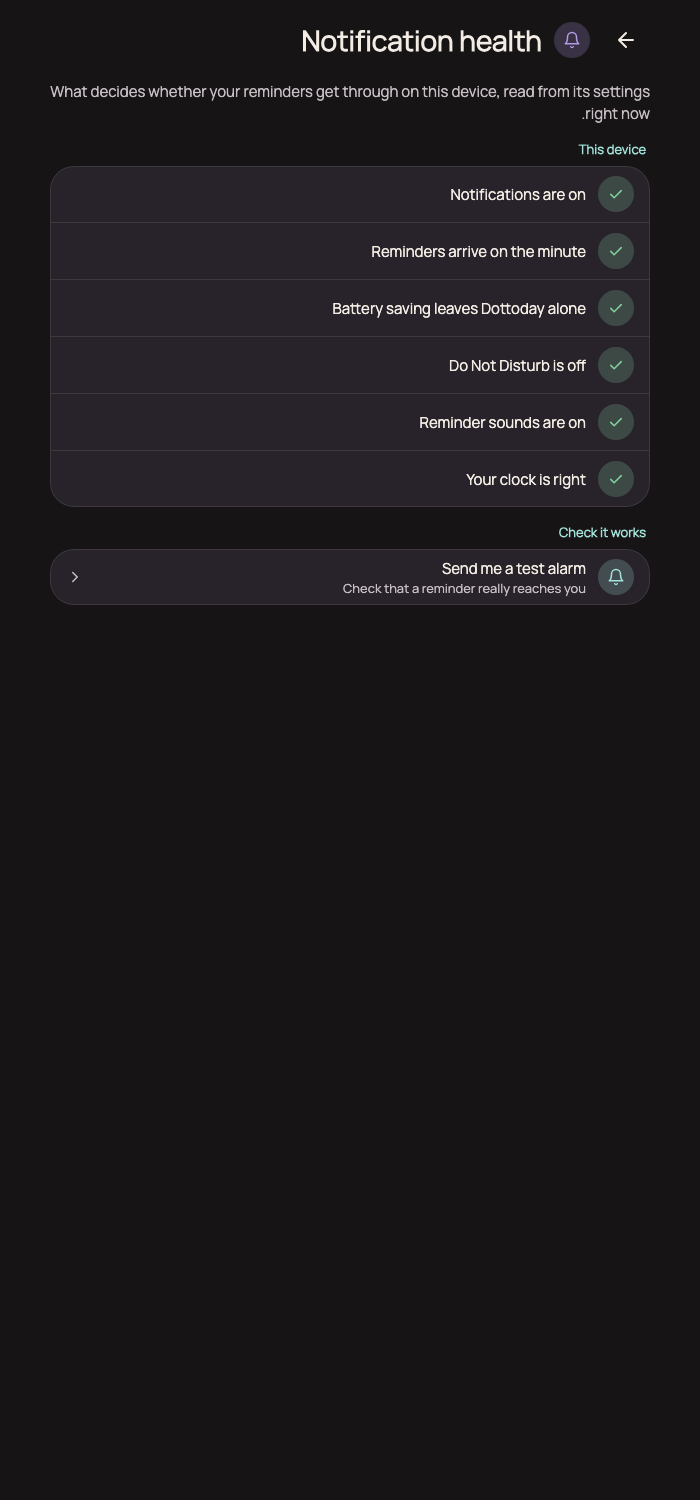 Notification health
What decides whether your reminders get through on this device, read from its settings
.right now
This device
Notifications are on
Reminders arrive on the minute
Battery saving leaves Dottoday alone
Do Not Disturb is off
Reminder sounds are on
Your clock is right
Check it works
Send me a test alarm
Check that a reminder really reaches you